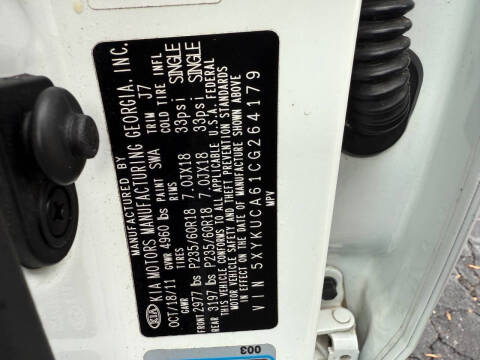 MANUFACTURED BY
KIA KIA MOTORS MANUFACTURING GEORGIA, INC.
OCT/18/11 GVWR 4960 lbs PAINT SWA TRIM J7
GAWR TIRES RIMS COLD TIRE INFL
FRONT 2977 lbs P235/60R18 7.0JX18 33psi SINGLE
REAR 3197 lbs P235/60R18 7.0JX18 33psi SINGLE
THIS VEHICLE CONFORMS TO ALL APPLICABLE U.S.A. FEDERAL
MOTOR VEHICLE SAFETY AND THEFT PREVENTION STANDARDS
IN EFFECT ON THE DATE OF MANUFACTURE SHOWN ABOVE
VIN 5XYKUCA61CG264179
MPV
003